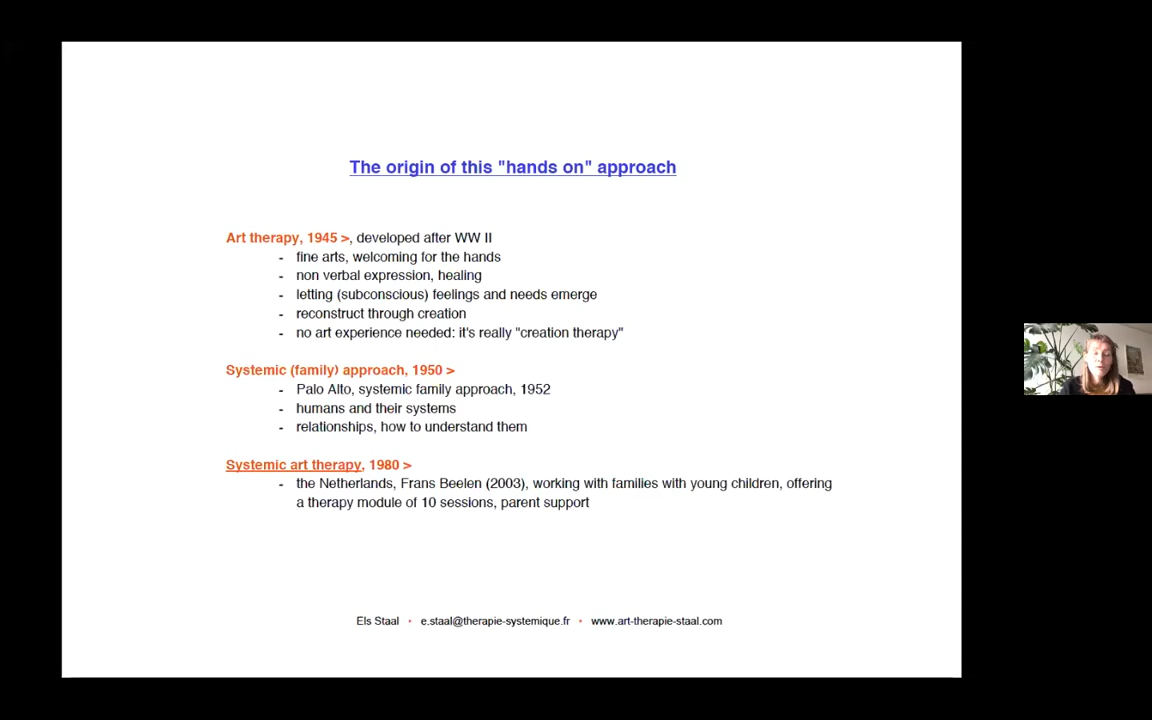 The origin of this "hands on" approach
Art therapy, 1945 >, developed after WW II
- fine arts, welcoming for the hands
- non verbal expression, healing
- letting (subconscious) feelings and needs emerge
- reconstruct through creation
- no art experience needed: it's really "creation therapy"
Systemic (family) approach, 1950 >
- Palo Alto, systemic family approach, 1952
- humans and their systems
- relationships, how to understand them
Systemic art therapy, 1980 >
- the Netherlands, Frans Beelen (2003), working with families with young children, offering
a therapy module of 10 sessions, parent support
Els Staal • e.staal@therapie-systemique.fr • www.art-therapie-staal.com